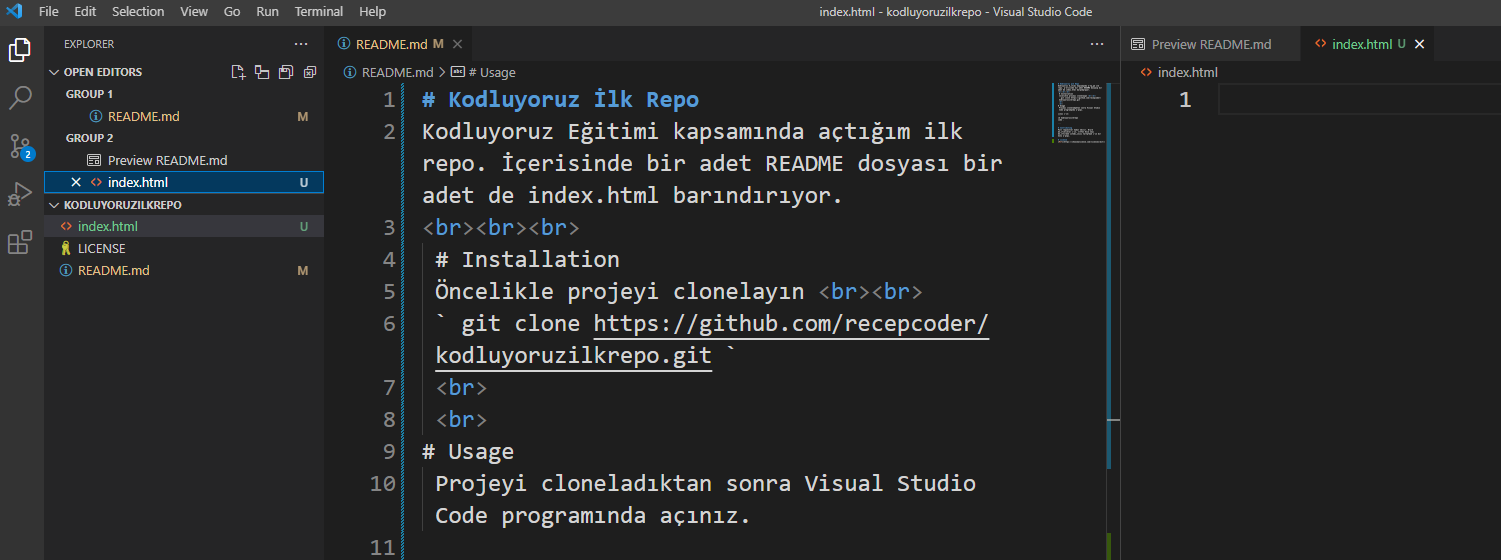 File Edit Selection View Go Run Terminal Help
index.html - kodluyoruzilkrepo - Visual Studio Code
EXPLORER
OPEN EDITORS
GROUP 1
README.md M
GROUP 2
Preview README.md
index.html U
KODLUYORUZILKREPO
index.html U
LICENSE
README.md M
2
README.md M
README.md > # Usage
1 # Kodluyoruz İlk Repo
2 Kodluyoruz Eğitimi kapsamında açtığım ilk
repo. İçerisinde bir adet README dosyası bir
adet de index.html barındırıyor.
3 <br><br><br>
4 # Installation
5 Öncelikle projeyi clonelayın <br><br>
6 ` git clone https://github.com/recepcoder/
kodluyoruzilkrepo.git `
7 <br>
8 <br>
9 # Usage
10 Projeyi cloneladıktan sonra Visual Studio
Code programında açınız.
11
Preview README.md
index.html U
index.html
1